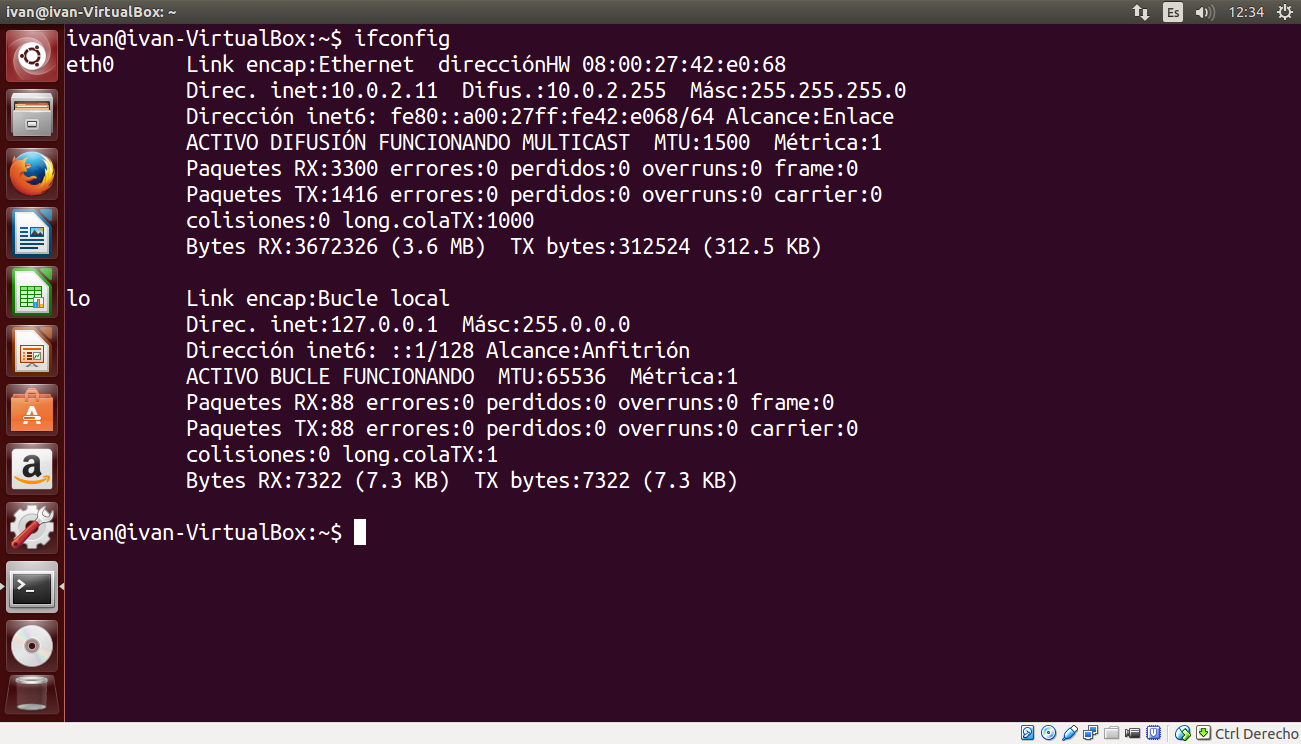 ivan@ivan-VirtualBox: ~
Es
12:34
ivan@ivan-VirtualBox:~$ ifconfig
eth0      Link encap:Ethernet  direcciónHW 08:00:27:42:e0:68
          Direc. inet:10.0.2.11  Difus.:10.0.2.255  Másc:255.255.255.0
          Dirección inet6: fe80::a00:27ff:fe42:e068/64 Alcance:Enlace
          ACTIVO DIFUSIÓN FUNCIONANDO MULTICAST  MTU:1500  Métrica:1
          Paquetes RX:3300 errores:0 perdidos:0 overruns:0 frame:0
          Paquetes TX:1416 errores:0 perdidos:0 overruns:0 carrier:0
          colisiones:0 long.colaTX:1000
          Bytes RX:3672326 (3.6 MB)  TX bytes:312524 (312.5 KB)
lo        Link encap:Bucle local
          Direc. inet:127.0.0.1  Másc:255.0.0.0
          Dirección inet6: ::1/128 Alcance:Anfitrión
          ACTIVO BUCLE FUNCIONANDO  MTU:65536  Métrica:1
          Paquetes RX:88 errores:0 perdidos:0 overruns:0 frame:0
          Paquetes TX:88 errores:0 perdidos:0 overruns:0 carrier:0
          colisiones:0 long.colaTX:1
          Bytes RX:7322 (7.3 KB)  TX bytes:7322 (7.3 KB)
ivan@ivan-VirtualBox:~$
Ctrl Derecho